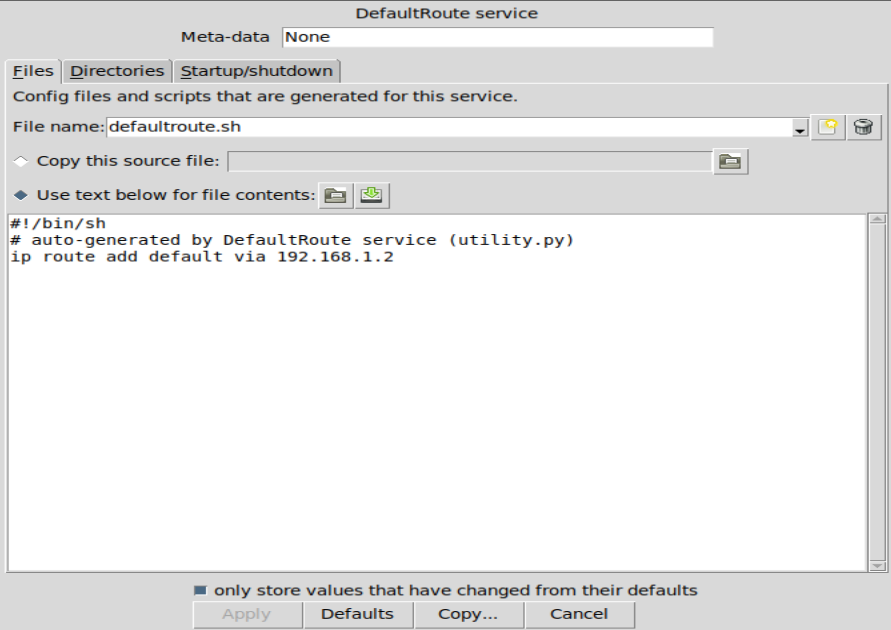 DefaultRoute service
Meta-data None
Files Directories Startup/shutdown
Config files and scripts that are generated for this service.
File name: defaultroute.sh
Copy this source file:
Use text below for file contents:
#!/bin/sh
# auto-generated by DefaultRoute service (utility.py)
ip route add default via 192.168.1.2
only store values that have changed from their defaults
Apply Defaults Copy... Cancel